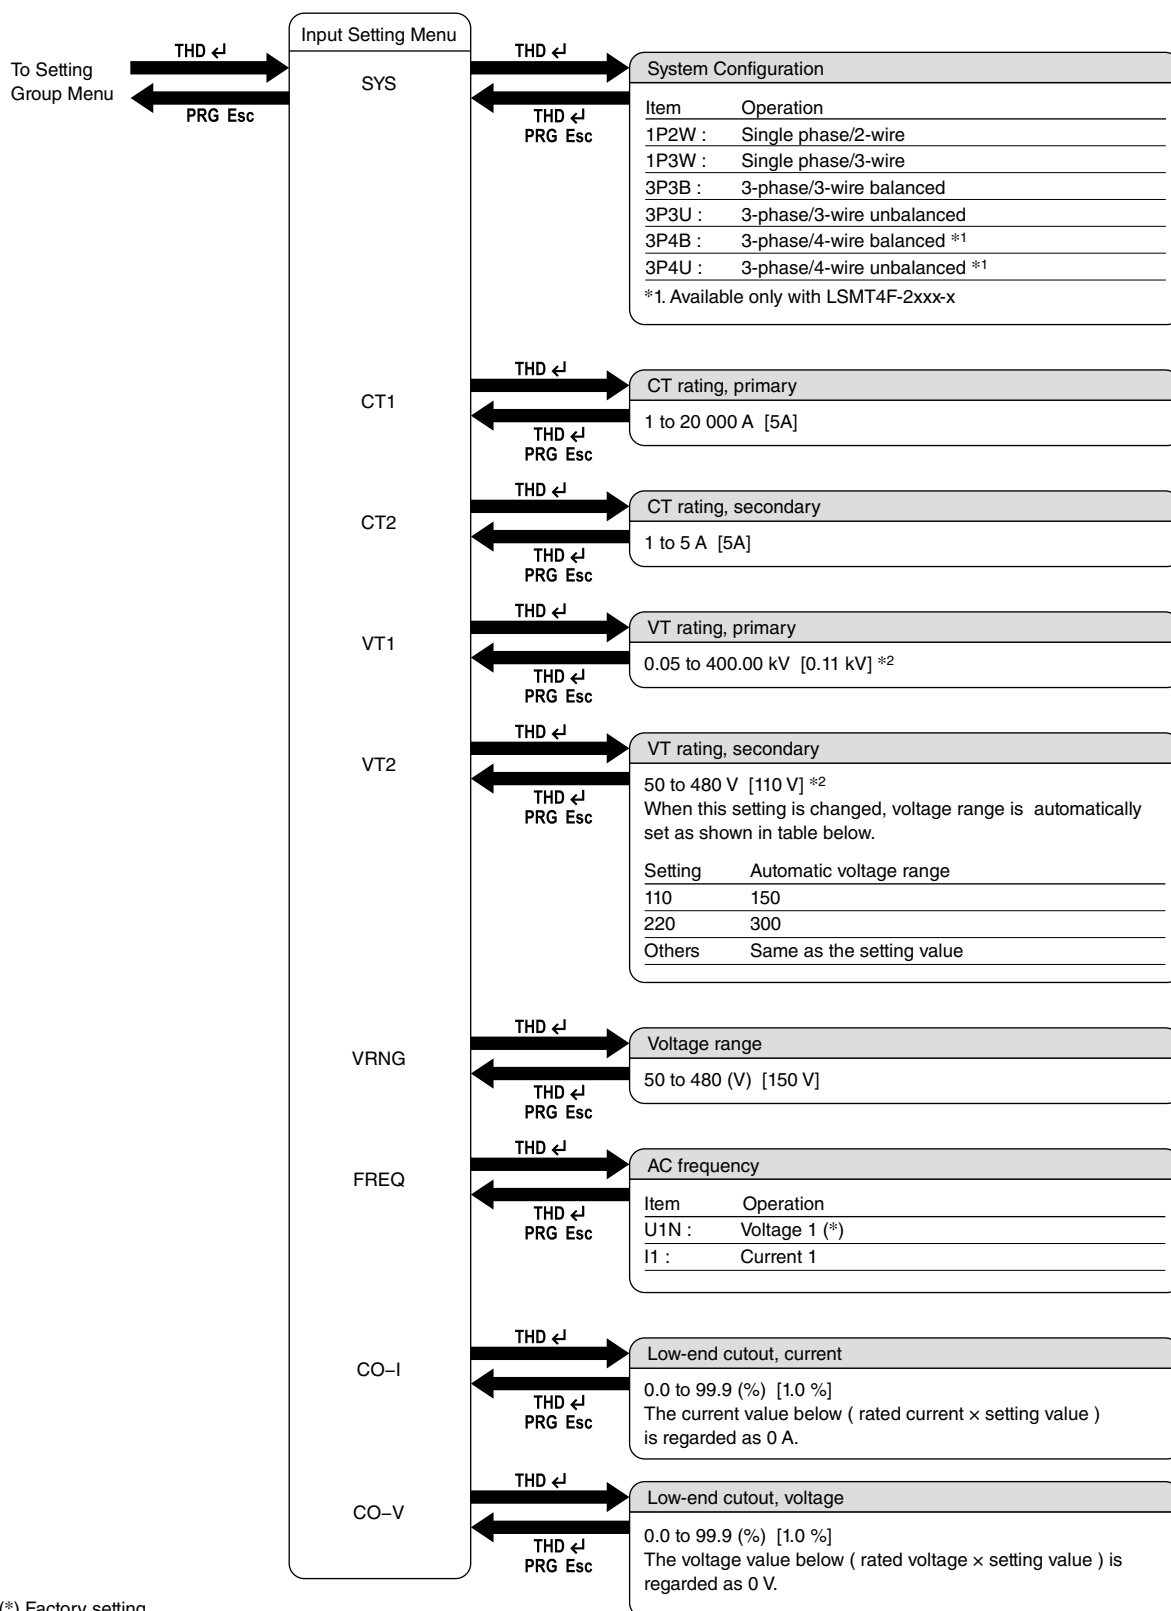 Input Setting Menu
To Setting
Group Menu
THD ↵
PRG Esc
SYS
THD ↵
THD ↵
PRG Esc
System Configuration
Item Operation
1P2W : Single phase/2-wire
1P3W : Single phase/3-wire
3P3B : 3-phase/3-wire balanced
3P3U : 3-phase/3-wire unbalanced
3P4B : 3-phase/4-wire balanced *1
3P4U : 3-phase/4-wire unbalanced *1
*1. Available only with LSMT4F-2xxx-x
CT1
THD ↵
THD ↵
PRG Esc
CT rating, primary
1 to 20 000 A [5A]
CT2
THD ↵
THD ↵
PRG Esc
CT rating, secondary
1 to 5 A [5A]
VT1
THD ↵
THD ↵
PRG Esc
VT rating, primary
0.05 to 400.00 kV [0.11 kV] *2
VT2
THD ↵
THD ↵
PRG Esc
VT rating, secondary
50 to 480 V [110 V] *2
When this setting is changed, voltage range is automatically
set as shown in table below.
Setting Automatic voltage range
110 150
220 300
Others Same as the setting value
VRNG
THD ↵
THD ↵
PRG Esc
Voltage range
50 to 480 (V) [150 V]
FREQ
THD ↵
THD ↵
PRG Esc
AC frequency
Item Operation
U1N : Voltage 1 (*)
I1 : Current 1
CO–I
THD ↵
THD ↵
PRG Esc
Low-end cutout, current
0.0 to 99.9 (%) [1.0 %]
The current value below ( rated current × setting value )
is regarded as 0 A.
CO–V
THD ↵
THD ↵
PRG Esc
Low-end cutout, voltage
0.0 to 99.9 (%) [1.0 %]
The voltage value below ( rated voltage × setting value ) is
regarded as 0 V.
(*) Factory setting